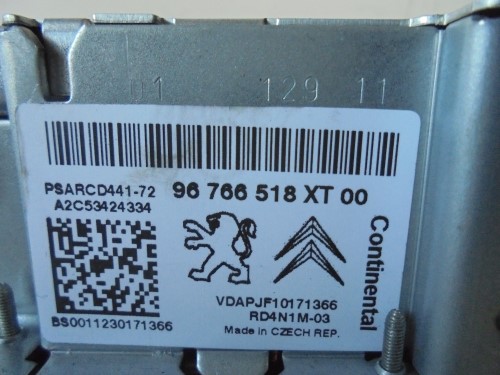 01 129 11
PSARCD441-72 96 766 518 XT 00
A2C53424334
Continental
VDAPJF10171366
RD4N1M-03
BS0011230171366
Made in CZECH REP.